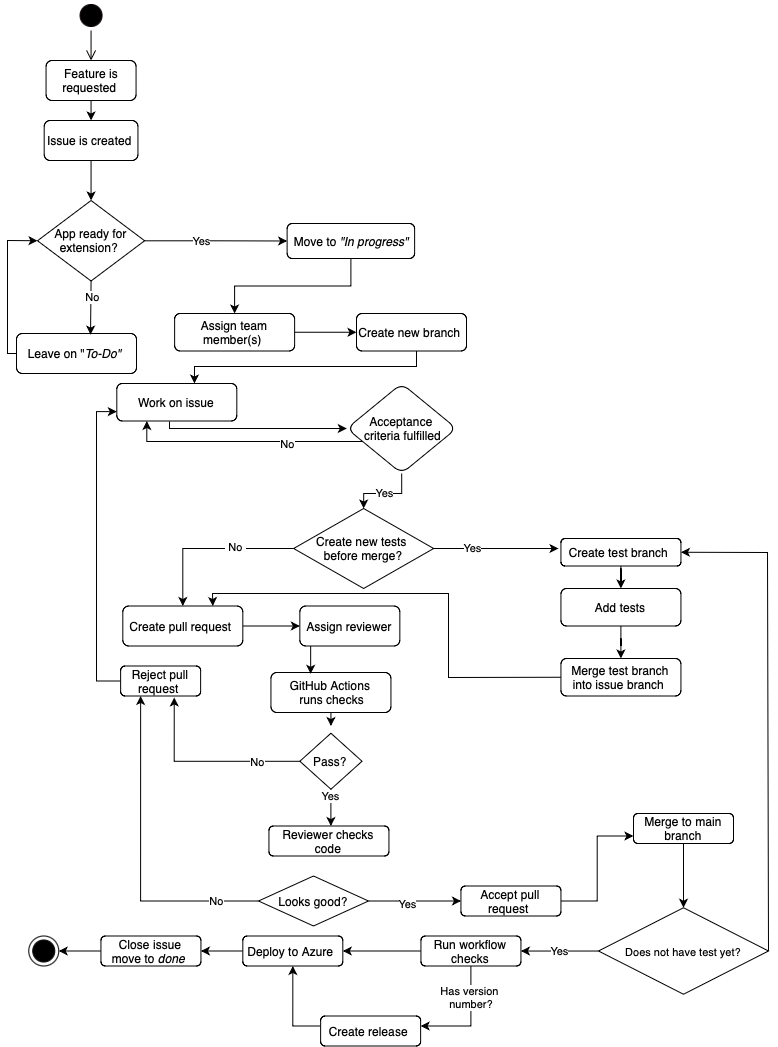 Feature is
requested
Issue is created
App ready for
extension?
Yes
Move to "In progress"
No
Leave on "To-Do"
Assign team
member(s)
Create new branch
Work on issue
Acceptance
criteria fulfilled
No
Yes
Create new tests
before merge?
No
Yes
Create test branch
Add tests
Merge test branch
into issue branch
Create pull request
Assign reviewer
Reject pull
request
GitHub Actions
runs checks
Pass?
No
Yes
Reviewer checks
code
Merge to main
branch
Looks good?
No
Yes
Accept pull
request
Does not have test yet?
Yes
Run workflow
checks
Deploy to Azure
Close issue
move to done
Has version
number?
Create release